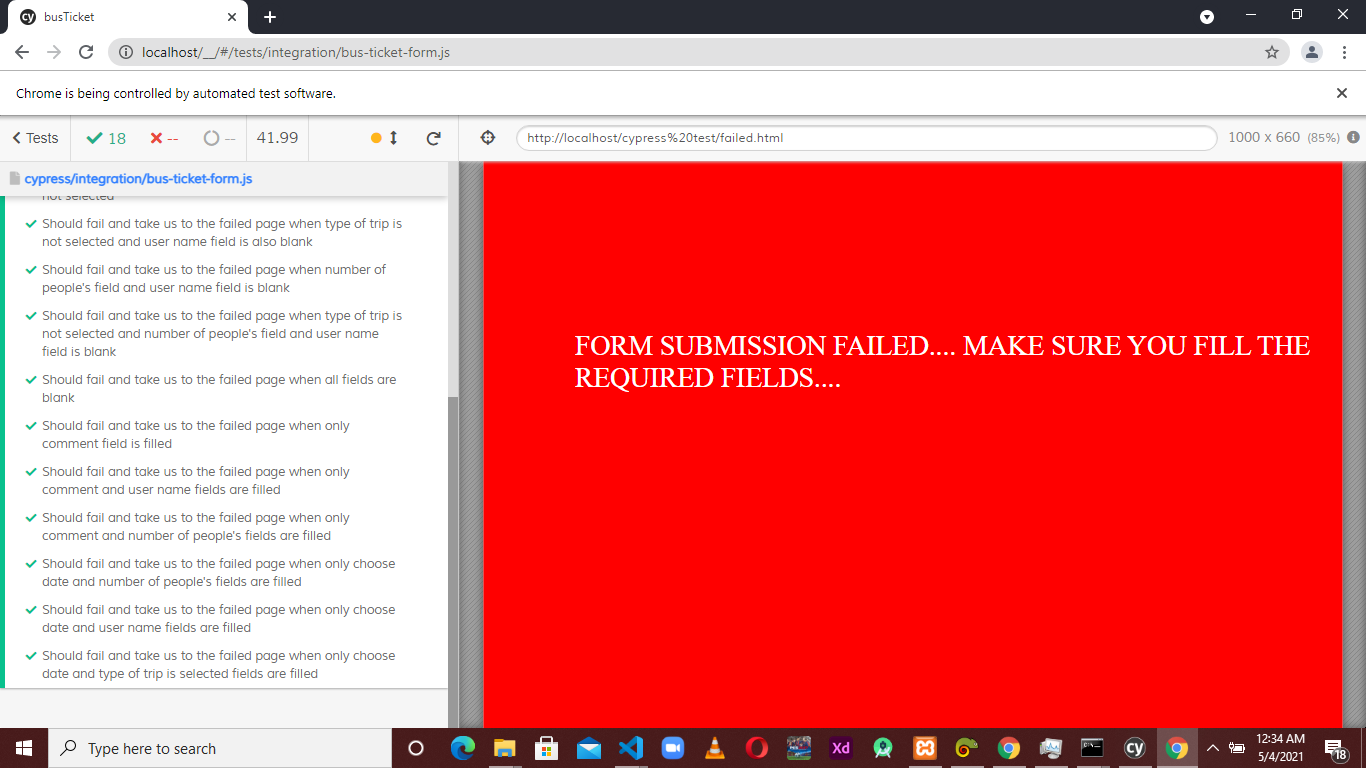 busTicket
localhost/__/#/tests/integration/bus-ticket-form.js
Chrome is being controlled by automated test software.
Tests
18
--
--
41.99
http://localhost/cypress%20test/failed.html
1000 x 660 (85%)
cypress/integration/bus-ticket-form.js
not selected
Should fail and take us to the failed page when type of trip is
not selected and user name field is also blank
Should fail and take us to the failed page when number of
people's field and user name field is blank
Should fail and take us to the failed page when type of trip is
not selected and number of people's field and user name
field is blank
Should fail and take us to the failed page when all fields are
blank
Should fail and take us to the failed page when only
comment field is filled
Should fail and take us to the failed page when only
comment and user name fields are filled
Should fail and take us to the failed page when only
comment and number of people's fields are filled
Should fail and take us to the failed page when only choose
date and number of people's fields are filled
Should fail and take us to the failed page when only choose
date and user name fields are filled
Should fail and take us to the failed page when only choose
date and type of trip is selected fields are filled
FORM SUBMISSION FAILED.... MAKE SURE YOU FILL THE
REQUIRED FIELDS....
Type here to search
Xd
cy
12:34 AM
5/4/2021
18